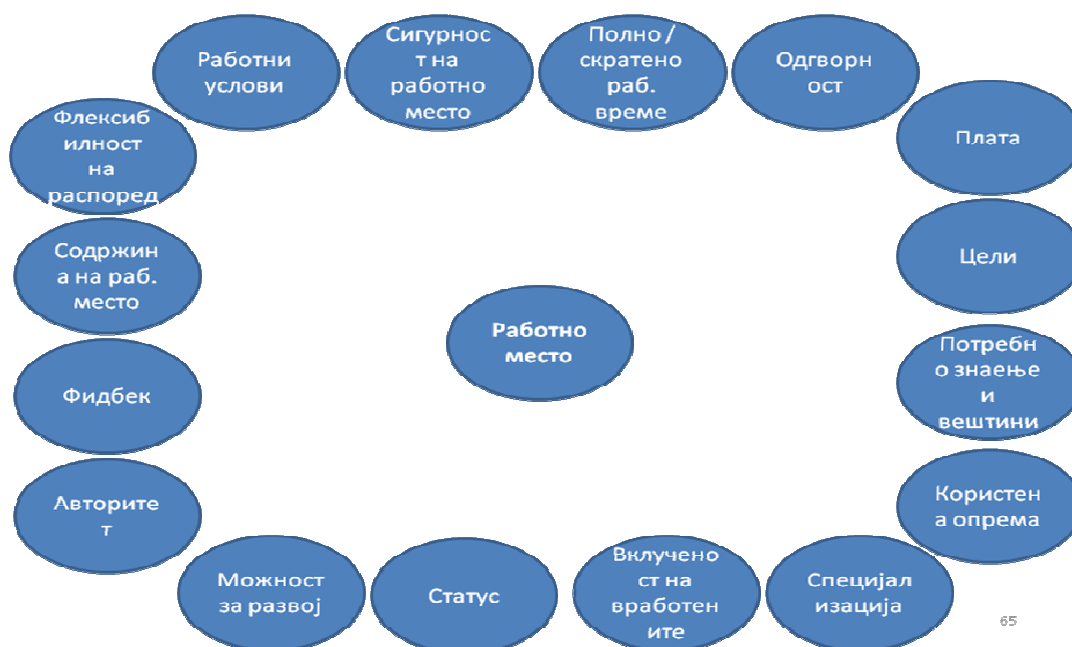 Работни
услови
Сигурнос
т на
работно
место
Полно /
скратено
раб.
време
Одгворн
ост
Плата
Цели
Потребн
о знаење
и
вештини
Користен
а опрема
Специјал
изација
Вклучено
ст на
вработен
ите
Статус
Можност
за развој
Авторите
т
Фидбек
Содржин
а на раб.
место
Флексиб
илност
на
распоред
Работно
место
65